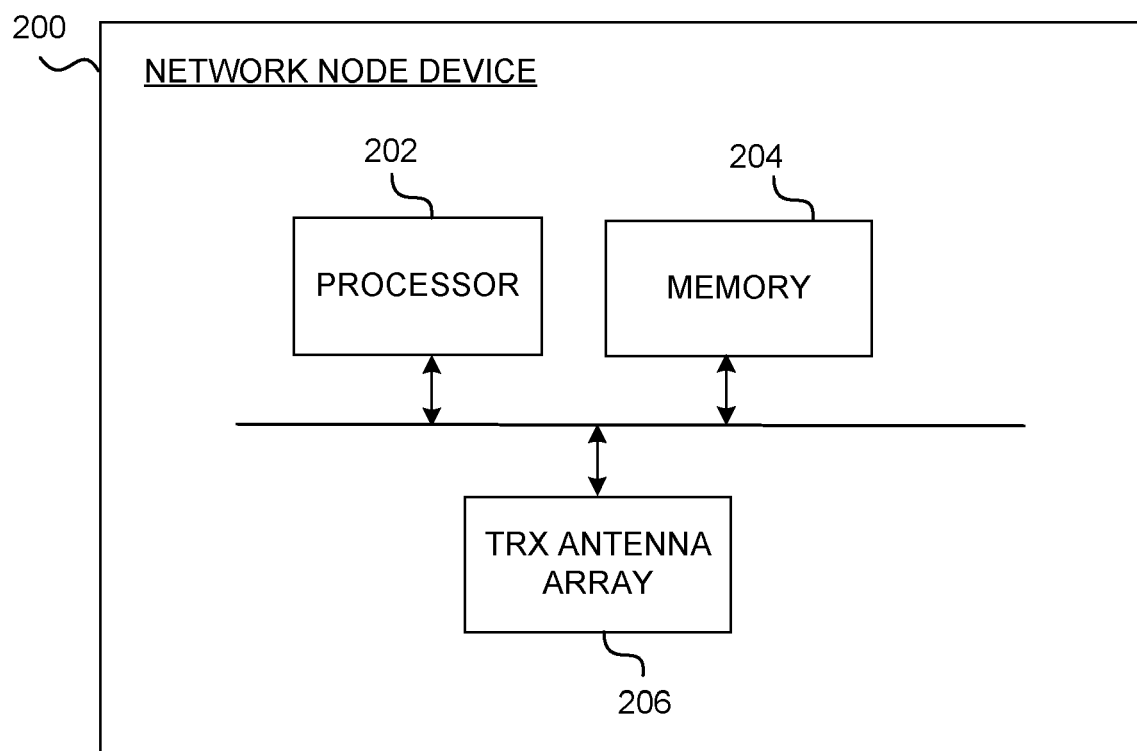 200
NETWORK NODE DEVICE
202
204
PROCESSOR
MEMORY
TRX ANTENNA
ARRAY
206